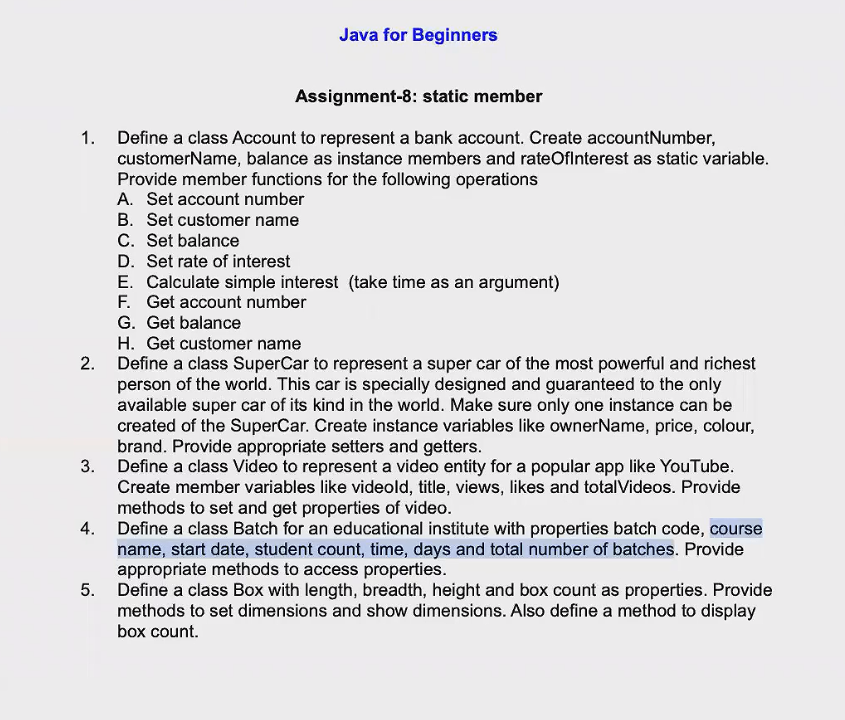 Java for Beginners
Assignment-8: static member
1. Define a class Account to represent a bank account. Create accountNumber,
customerName, balance as instance members and rateOfInterest as static variable.
Provide member functions for the following operations
A. Set account number
B. Set customer name
C. Set balance
D. Set rate of interest
E. Calculate simple interest (take time as an argument)
F. Get account number
G. Get balance
H. Get customer name
2. Define a class SuperCar to represent a super car of the most powerful and richest
person of the world. This car is specially designed and guaranteed to the only
available super car of its kind in the world. Make sure only one instance can be
created of the SuperCar. Create instance variables like ownerName, price, colour,
brand. Provide appropriate setters and getters.
3. Define a class Video to represent a video entity for a popular app like YouTube.
Create member variables like videoId, title, views, likes and totalVideos. Provide
methods to set and get properties of video.
4. Define a class Batch for an educational institute with properties batch code, course
name, start date, student count, time, days and total number of batches. Provide
appropriate methods to access properties.
5. Define a class Box with length, breadth, height and box count as properties. Provide
methods to set dimensions and show dimensions. Also define a method to display
box count.